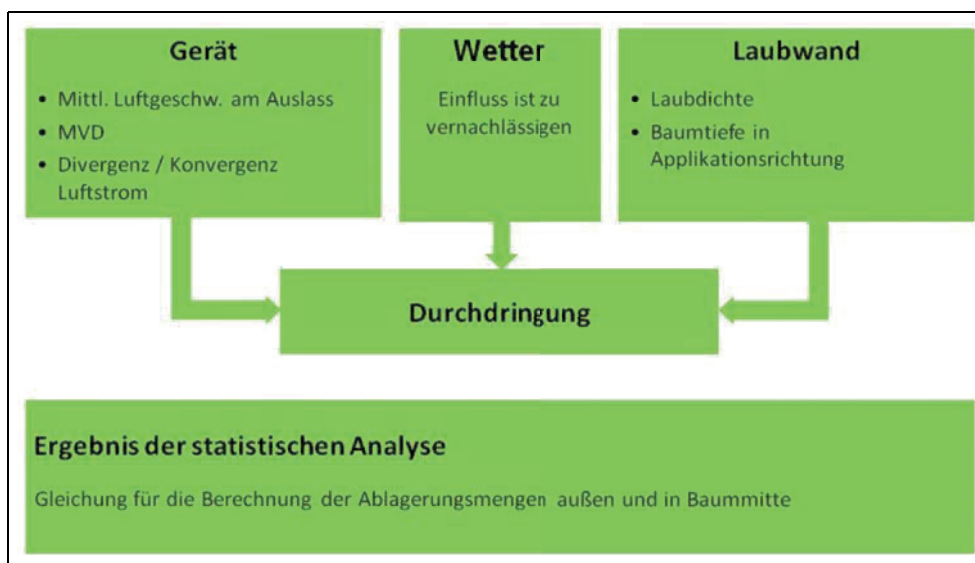 Gerät
• Mittl. Luftgeschw. am Auslass
• MVD
• Divergenz / Konvergenz
Luftstrom
Wetter
Einfluss ist zu
vernachlässigen
Laubwand
• Laubdichte
• Baumtiefe in
Applikationsrichtung
Durchdringung
Ergebnis der statistischen Analyse
Gleichung für die Berechnung der Ablagerungsmengen außen und in Baummitte